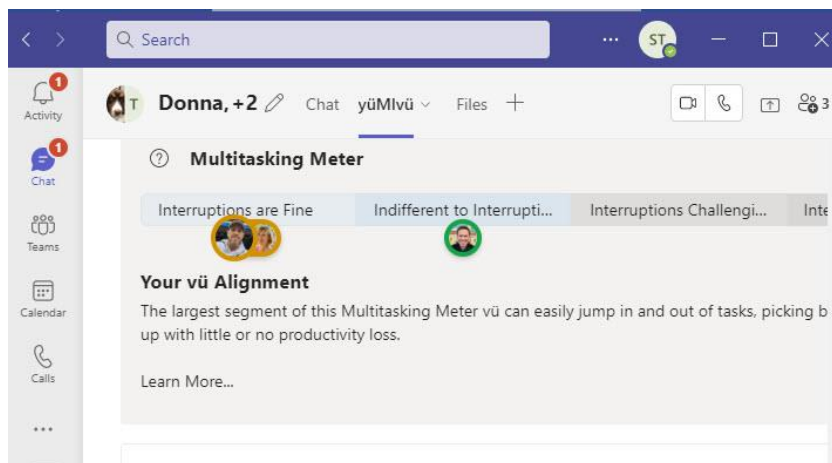 Search
ST
1
Activity
T Donna, +2 Chat yüMIvü Files 3
1
Chat
Multitasking Meter
Interruptions are Fine Indifferent to Interrupti... Interruptions Challengi... Inte
Teams
Your vü Alignment
Calendar
The largest segment of this Multitasking Meter vü can easily jump in and out of tasks, picking b
up with little or no productivity loss.
Calls
Learn More...